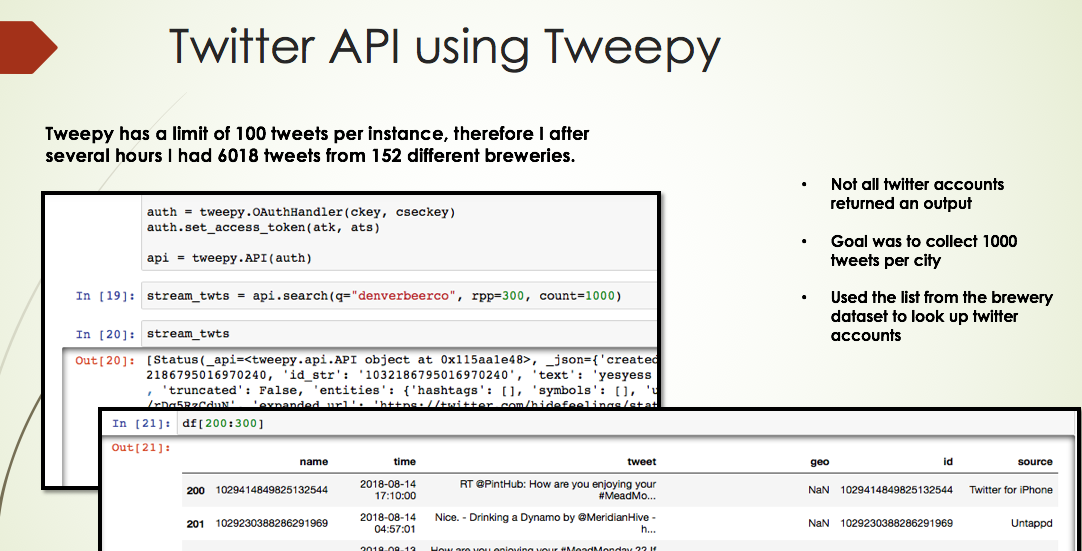 Twitter API using Tweepy
Tweepy has a limit of 100 tweets per instance, therefore I after
several hours I had 6018 tweets from 152 different breweries.
• Not all twitter accounts
returned an output
• Goal was to collect 1000
tweets per city
• Used the list from the brewery
dataset to look up twitter
accounts
auth = tweepy.OAuthHandler(ckey, cseckey)
auth.set_access_token(atk, ats)
api = tweepy.API(auth)
In [19]: stream_twts = api.search(q="denverbeerco", rpp=300, count=1000)
In [20]: stream_twts
Out[20]: [Status(_api=<tweepy.api.API object at 0x115aa1e48>, _json={'created
2186795016970240, 'id_str': '1032186795016970240', 'text': 'yesyess
, 'truncated': False, 'entities': {'hashtags': [], 'symbols': [], 'u
'expanded_url': 'https://twitter.com/hidefeelings/stat
In [21]: df[200:300]
Out[21]:
name time tweet geo id source
200 1029414849825132544 2018-08-14 17:10:00 RT @PintHub: How are you enjoying your #MeadMo... NaN 1029414849825132544 Twitter for iPhone
201 1029230388286291969 2018-08-14 04:57:01 Nice. - Drinking a Dynamo by @MeridianHive - h... NaN 1029230388286291969 Untappd
2018-08-13 How are you enjoying your #MeadMonday ?? If